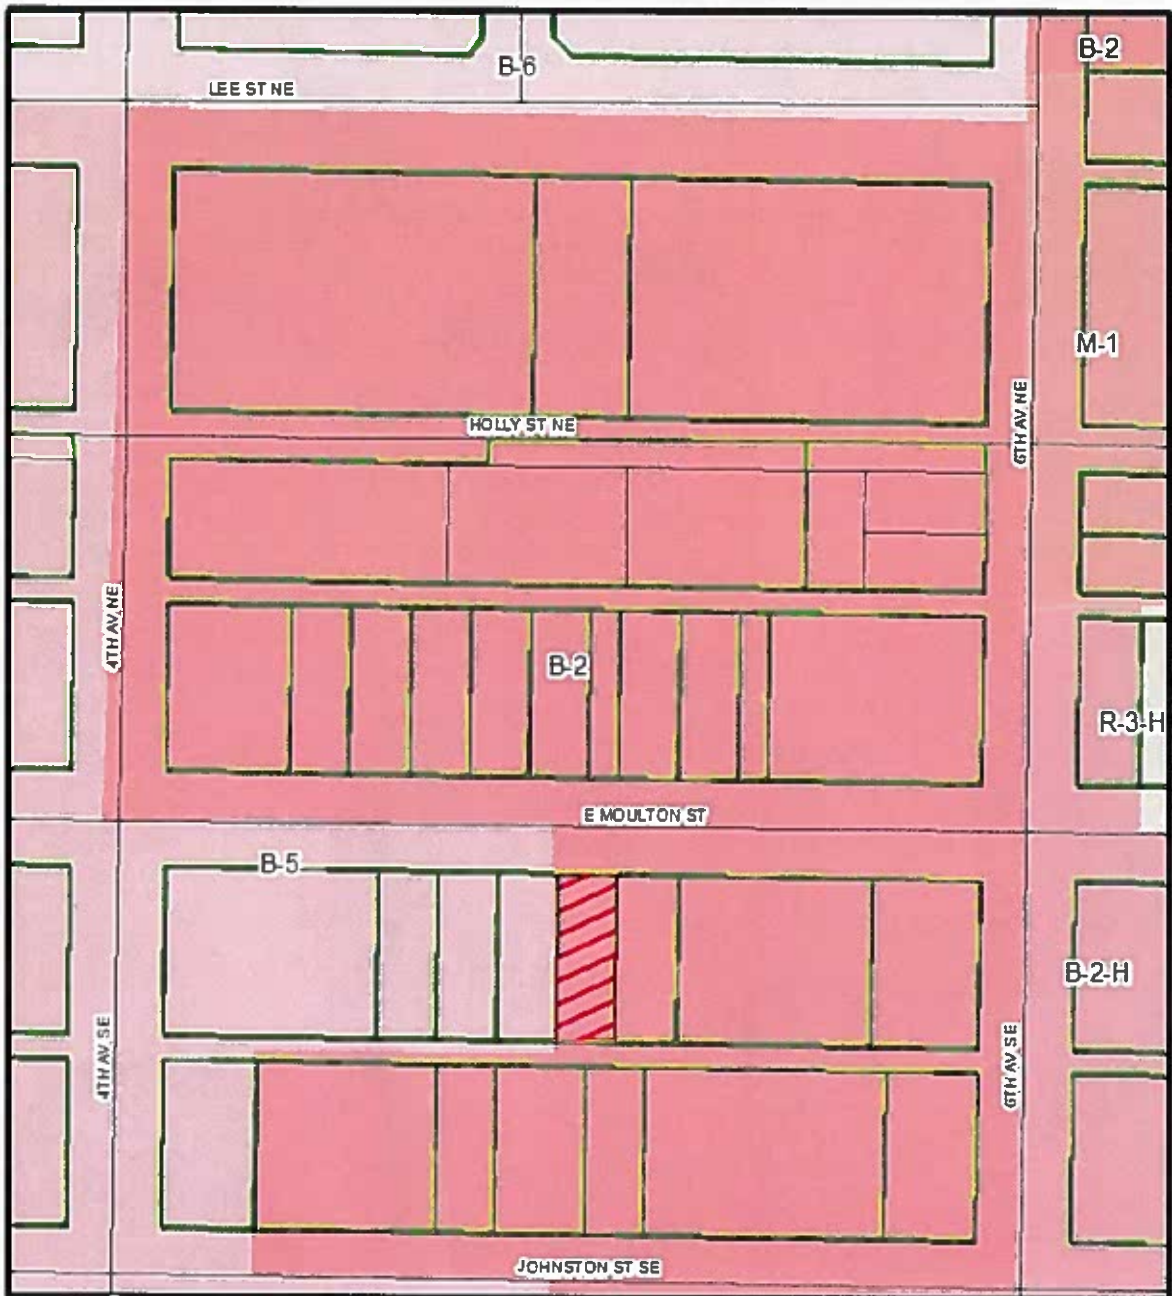 B-2
B-6
LEE ST NE
M-1
6TH AV, NE
HOLLY ST NE
4TH AV, NE
B-2
R-3-H
E MOULTON ST
B-5
B-2-H
4TH AV SE
6TH AV SE
JOHNSTON ST SE